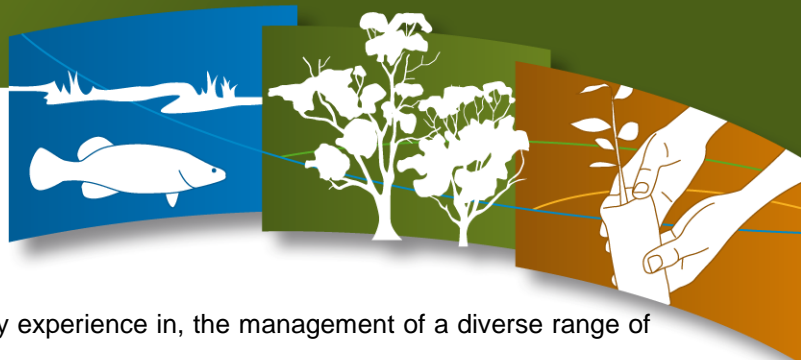 y experience in, the management of a diverse range of